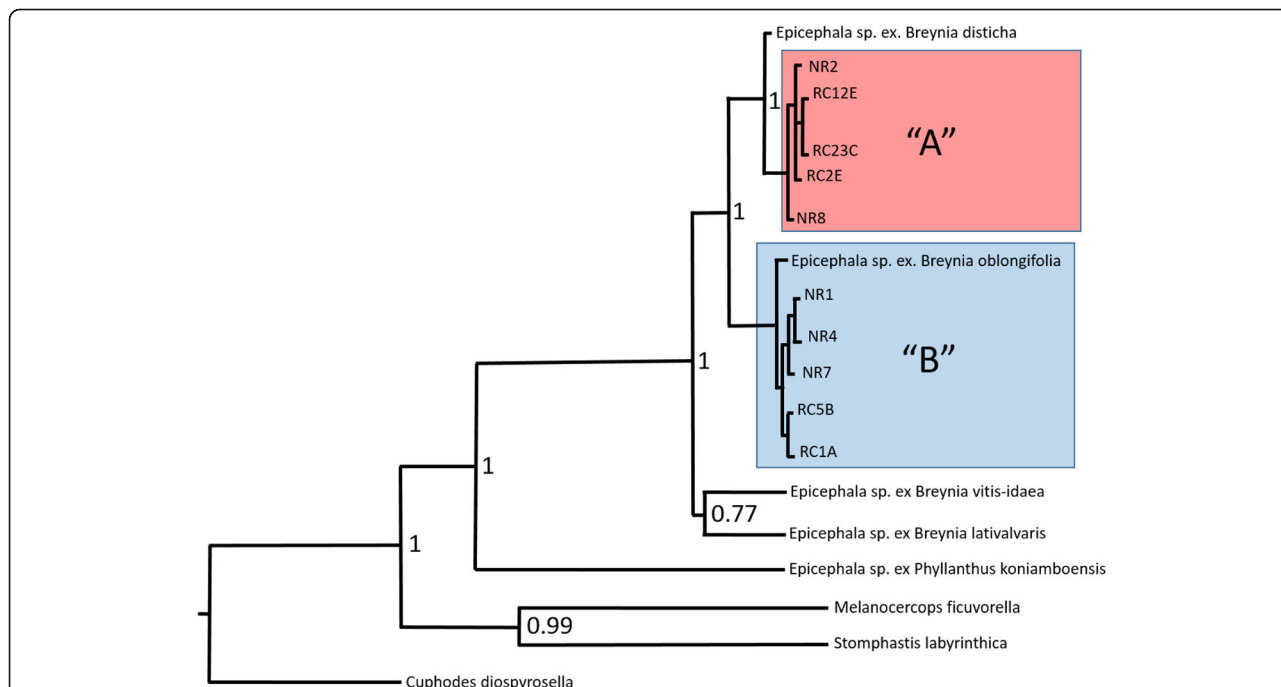 Epicephala sp. ex. Breynia disticha
NR2
1
RC12E
“A”
RC23C
RC2E
1
NR8
Epicephala sp. ex. Breynia oblongifolia
NR1
NR4
“B”
1
NR7
RC5B
RC1A
1
Epicephala sp. ex Breynia vitis-idaea
0.77
Epicephala sp. ex Breynia lativalvaris
1
Epicephala sp. ex Phyllanthus koniamboensis
Melanocercops ficuvorella
0.99
Stomphastis labyrinthica
Cuphodes diospyrosella